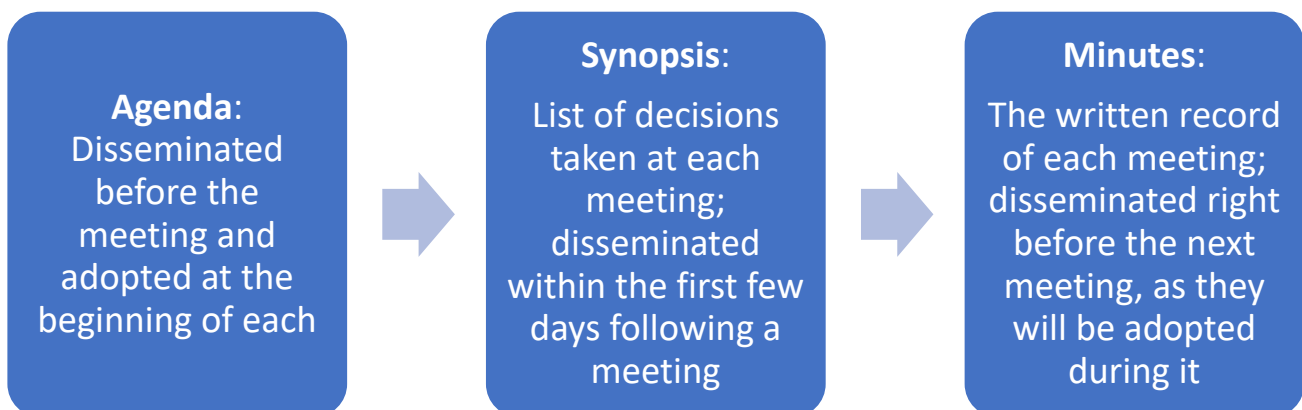 Agenda:
Disseminated
before the
meeting and
adopted at the
beginning of each
Synopsis:
List of decisions
taken at each
meeting;
disseminated
within the first few
days following a
meeting
Minutes:
The written record
of each meeting;
disseminated right
before the next
meeting, as they
will be adopted
during it